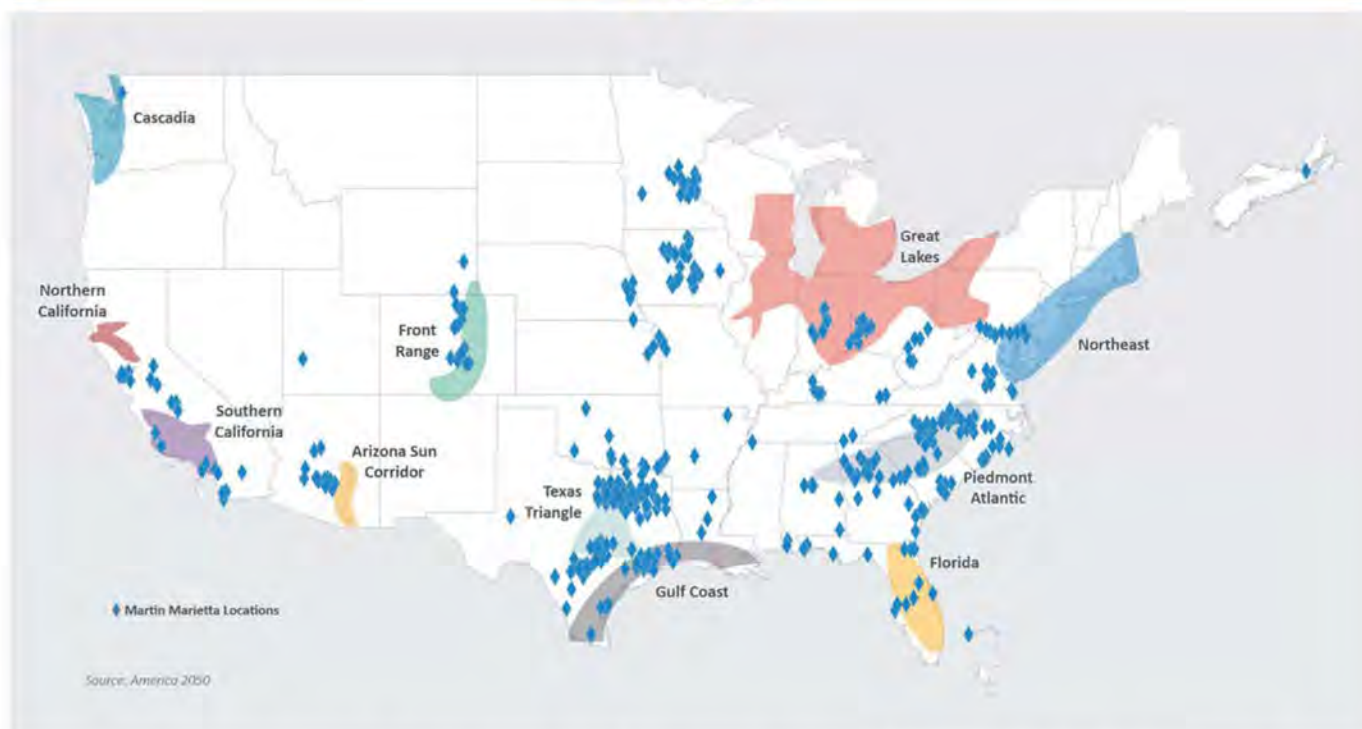 Cascadia
Great
Lakes
Northern
California
Front
Range
Northeast
Southern
California
Arizona Sun
Corridor
Texas
Triangle
Piedmont
Atlantic
Florida
Gulf Coast
Martin Marietta Locations
Source: America 2050